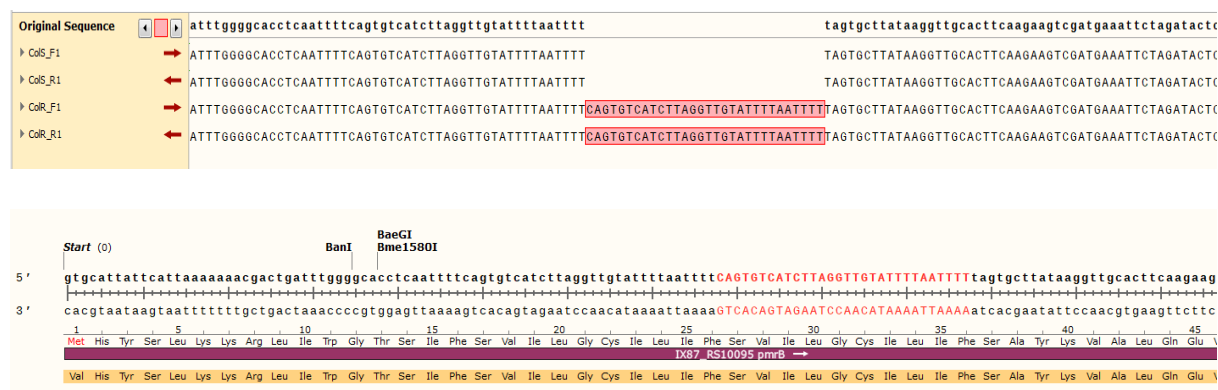 Original Sequence atttggggcacctcaattttcagtgtcatcttaggttgtattttaatttt tagtgcttataaggttgcacttcaagaagtcgatgaaattctagatactc
ColS_F1 ATTTGGGGCACCTCAATTTTCAGTGTCATCTTAGGTTGTATTTTAATTTT TAGTGCTTATAAGGTTGCACTTCAAGAAGTCGATGAAATTCTAGATACTC
ColS_R1 ATTTGGGGCACCTCAATTTTCAGTGTCATCTTAGGTTGTATTTTAATTTT TAGTGCTTATAAGGTTGCACTTCAAGAAGTCGATGAAATTCTAGATACTC
ColR_F1 ATTTGGGGCACCTCAATTTTCAGTGTCATCTTAGGTTGTATTTTAATTTTCAGTGTCATCTTAGGTTGTATTTTAATTTTTAGTGCTTATAAGGTTGCACTTCAAGAAGTCGATGAAATTCTAGATACTC
ColR_R1 ATTTGGGGCACCTCAATTTTCAGTGTCATCTTAGGTTGTATTTTAATTTTCAGTGTCATCTTAGGTTGTATTTTAATTTTTAGTGCTTATAAGGTTGCACTTCAAGAAGTCGATGAAATTCTAGATACTC
BaeGI
Start (0) BanI Bme1580I
5' gtgcattattcattaaaaaaacgactgatttggggcacctcaattttcagtgtcatcttaggttgtattttaattttCAGTGTCATCTTAGGTTGTATTTTAATTTTtagtgcttataaggttgcacttcaagaag
3' cacgtaataagtaatttttttgctgactaaaccccgtggagttaaaagtcacagtagaatccaacataaaattaaaaGTCACAGTAGAATCCAACATAAAATTAAAAatcacgaatattccaacgtgaagttcttc
1 5 10 15 20 25 30 35 40 45
Met His Tyr Ser Leu Lys Lys Arg Leu Ile Trp Gly Thr Ser Ile Phe Ser Val Ile Leu Gly Cys Ile Leu Ile Phe Ser Val Ile Leu Gly Cys Ile Leu Ile Phe Ser Ala Tyr Lys Val Ala Leu Gln Glu V
IX87_RS10095 pmrB →
Val His Tyr Ser Leu Lys Lys Arg Leu Ile Trp Gly Thr Ser Ile Phe Ser Val Ile Leu Gly Cys Ile Leu Ile Phe Ser Val Ile Leu Gly Cys Ile Leu Ile Phe Ser Ala Tyr Lys Val Ala Leu Gln Glu V